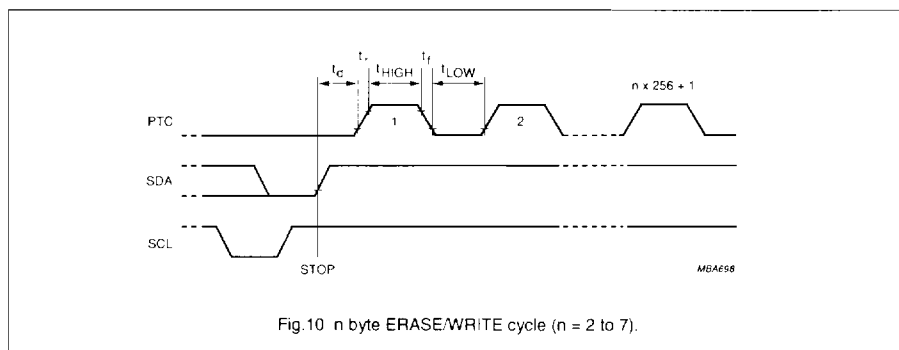 t_d t_r t_HIGH t_f t_LOW
n x 256 + 1
PTC 1 2
SDA
SCL
STOP
MBA698
Fig.10 n byte ERASE/WRITE cycle (n = 2 to 7).